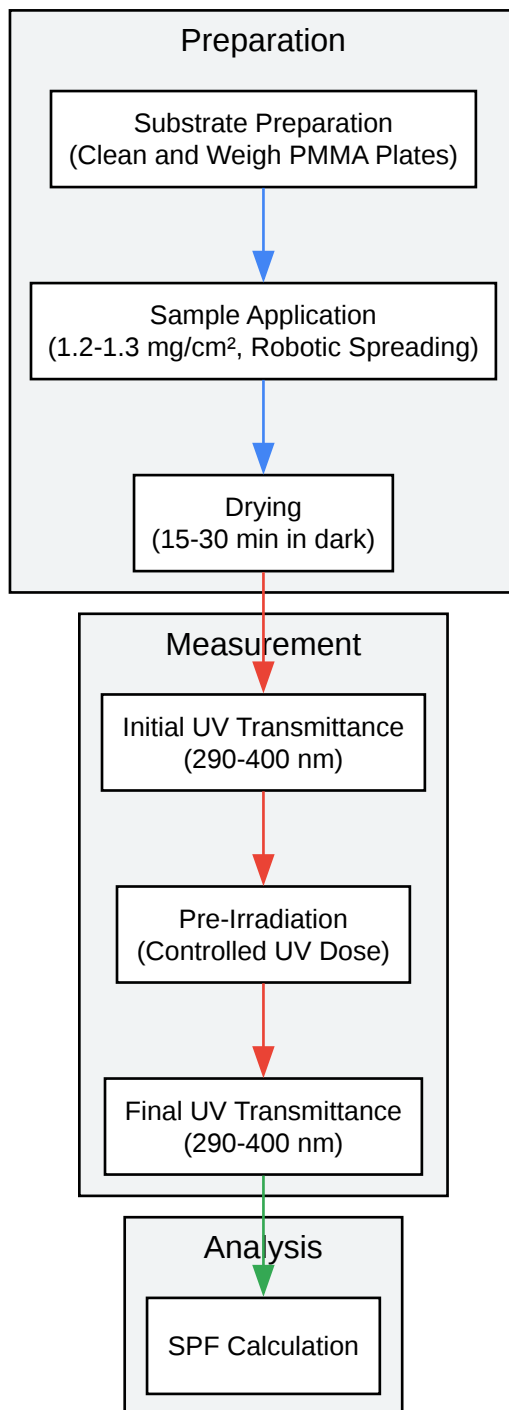 Preparation
Substrate Preparation
(Clean and Weigh PMMA Plates)
Sample Application
(1.2-1.3 mg/cm², Robotic Spreading)
Drying
(15-30 min in dark)
Measurement
Initial UV Transmittance
(290-400 nm)
Pre-Irradiation
(Controlled UV Dose)
Final UV Transmittance
(290-400 nm)
Analysis
SPF Calculation